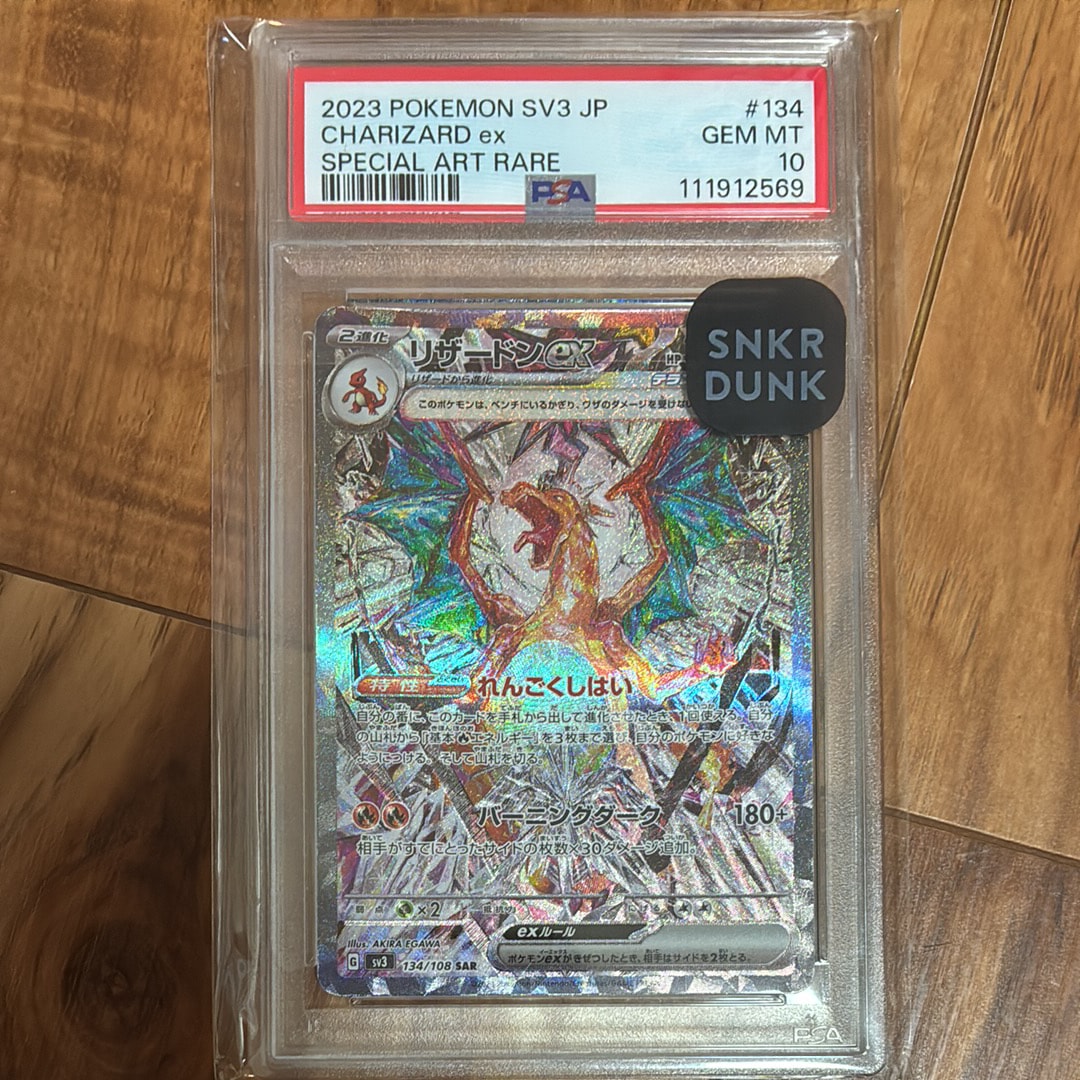 2023 POKEMON SV3 JP #134
CHARIZARD ex GEM MT
SPECIAL ART RARE 10
PSA 111912569
SNKR
DUNK
2進化 リザードンex HP
リザードから進化 テラ
このポケモンは、ベンチにいるかぎり、ワザのダメージを受けな
特性 れんごくしはい
自分の番に、このカードを手札から出して進化させたとき、1回使える。自分
の山札から「基本エネルギー」を3枚まで選び、自分のポケモンに好きな
ようにつける。そして山札を切る。
バーニングダーク 180+
相手がすでにとったサイドの枚数×30ダメージ追加。
弱点 ×2 抵抗力
exルール
ポケモンexがきぜつしたとき、相手はサイドを2枚とる。
Illus. AKIRA EGAWA
G sv3 134/108 SAR
PSA